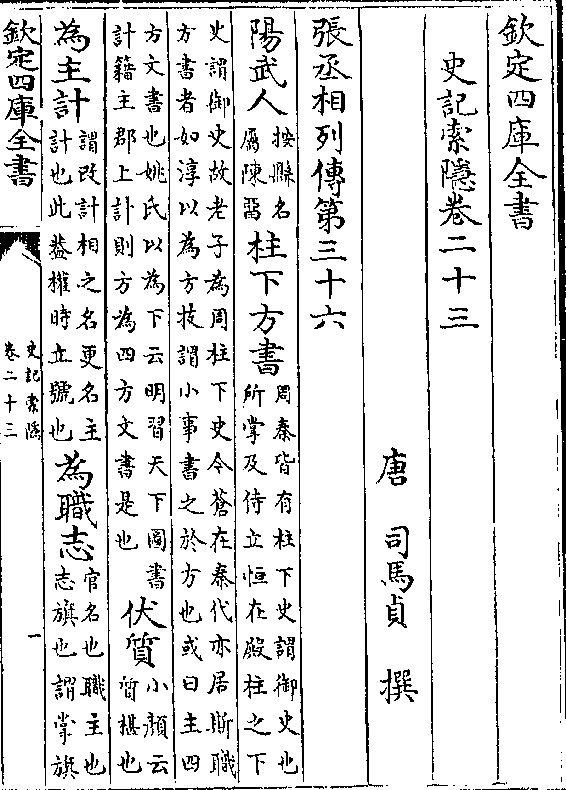 欽定四庫全書
史記索隱卷二十三
唐 司馬貞 撰
張丞相列傳第三十六
陽武人按縣名屬陳畱柱下方書周秦皆有柱下史謂御史也所掌及侍立恒在殿柱之下
史謂御史故老子為周柱下史令蒼在秦代亦居斯職
方書者如淳以為方技謂小事書之於方也或曰主四
方文書也姚氏以為下云明習天下圖書計籍主郡上計則方為四方文書是也伏質小顏云質椹也
為主計謂改計相之名更名主計也此葢權時立號也為職志官名也職主也志旗也謂掌旗
欽定四庫全書
史記索隱
卷二十三
一